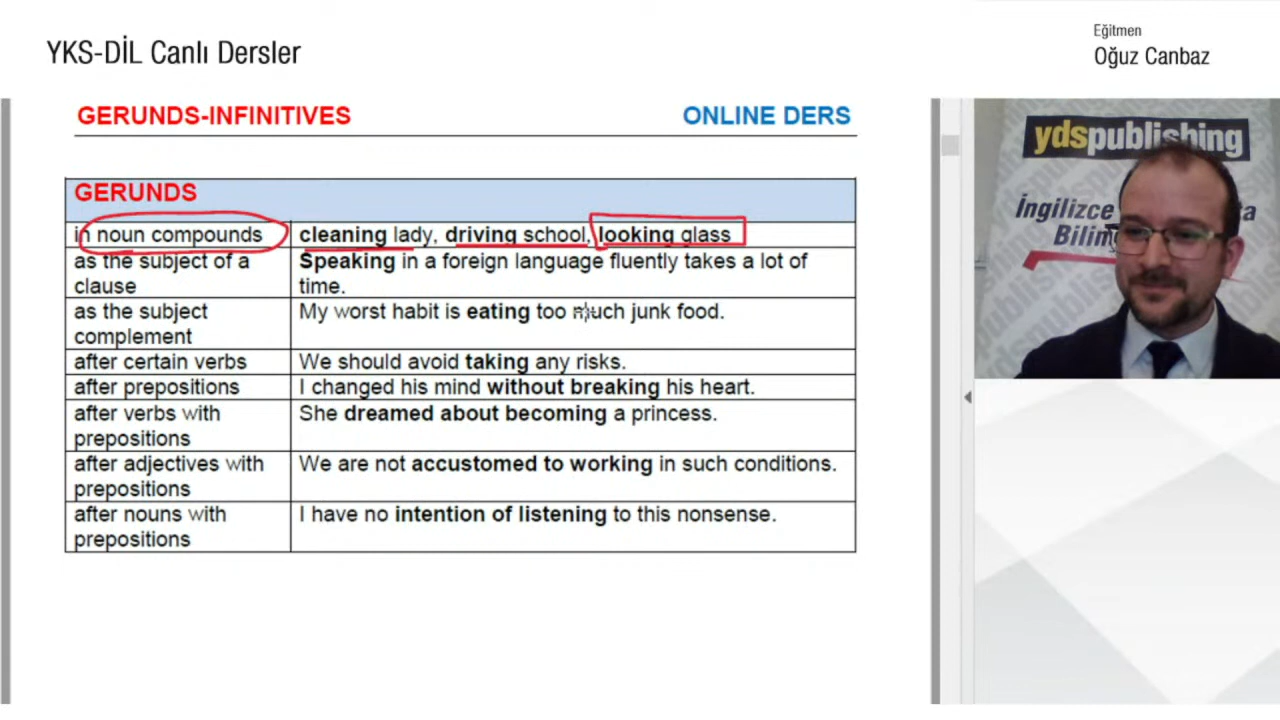 YKS-DİL Canlı Dersler
Eğitmen
Oğuz Canbaz
GERUNDS-INFINITIVES
ONLINE DERS
GERUNDS
in noun compounds
cleaning lady, driving school, looking glass
as the subject of a
clause
Speaking in a foreign language fluently takes a lot of
time.
as the subject
complement
My worst habit is eating too much junk food.
after certain verbs
We should avoid taking any risks.
after prepositions
I changed his mind without breaking his heart.
after verbs with
prepositions
She dreamed about becoming a princess.
after adjectives with
prepositions
We are not accustomed to working in such conditions.
after nouns with
prepositions
I have no intention of listening to this nonsense.
ydspublishing
İngilizce